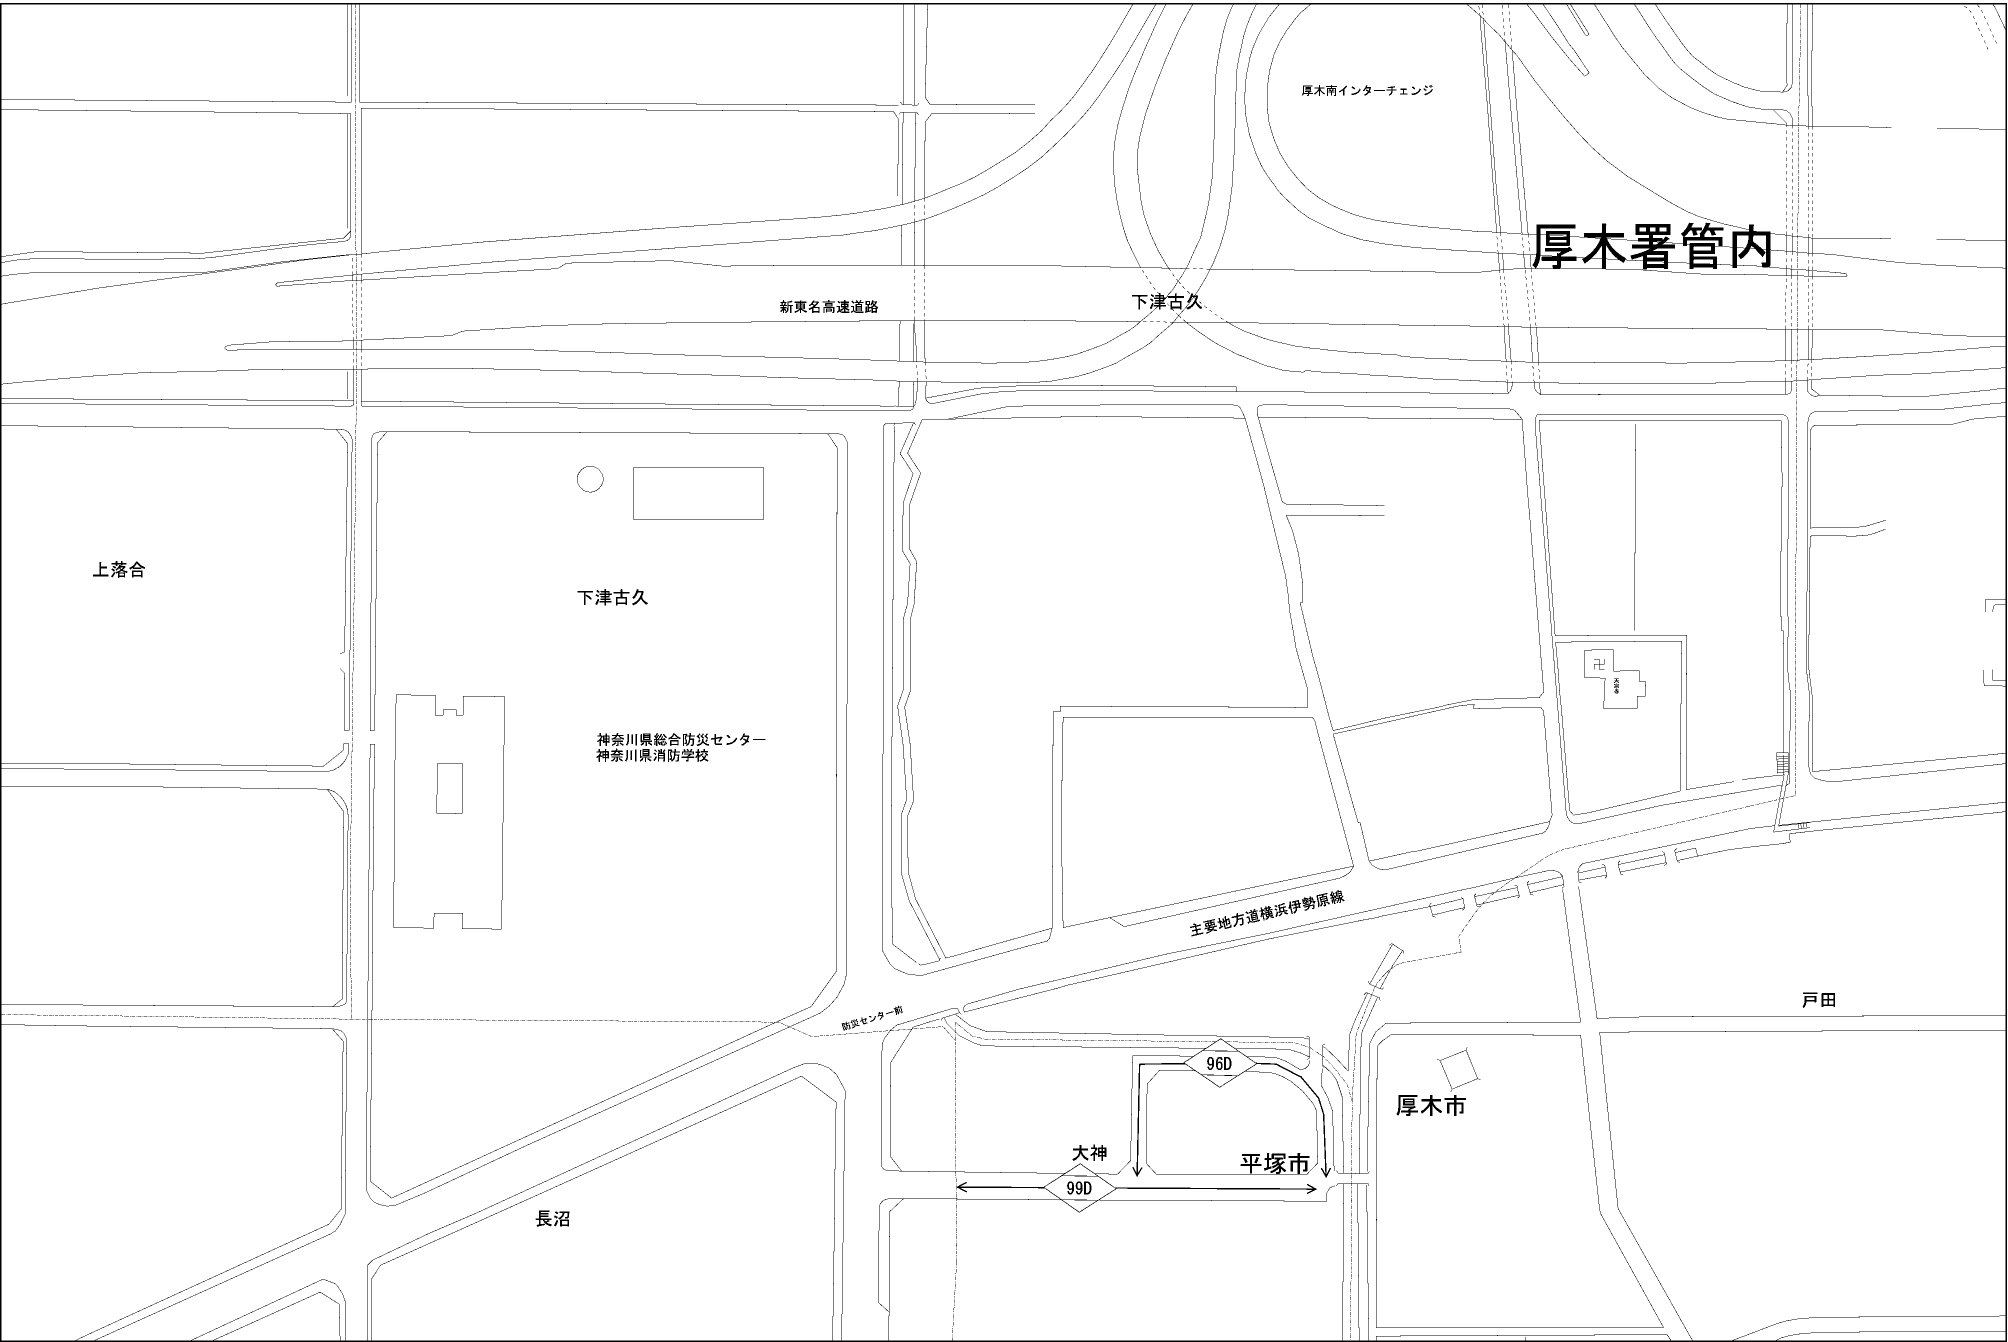 厚木南インターチェンジ
厚木署管内
下津古久
新東名高速道路
上落合
下津古久
神奈川県総合防災センター
神奈川県消防学校
主要地方道横浜伊勢原線
戸田
防災センター前
96D
厚木市
大神
平塚市
99D
長沼